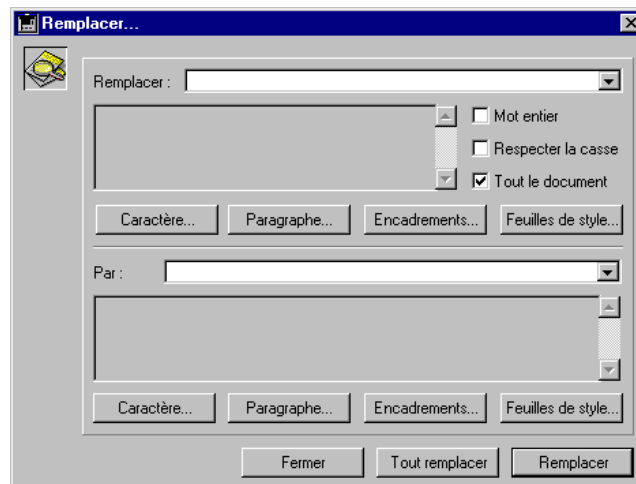 Remplacer...
Remplacer :
Mot entier
Respecter la casse
Tout le document
Caractère... Paragraphe... Encadrements... Feuilles de style...
Par :
Caractère... Paragraphe... Encadrements... Feuilles de style...
Fermer Tout remplacer Remplacer